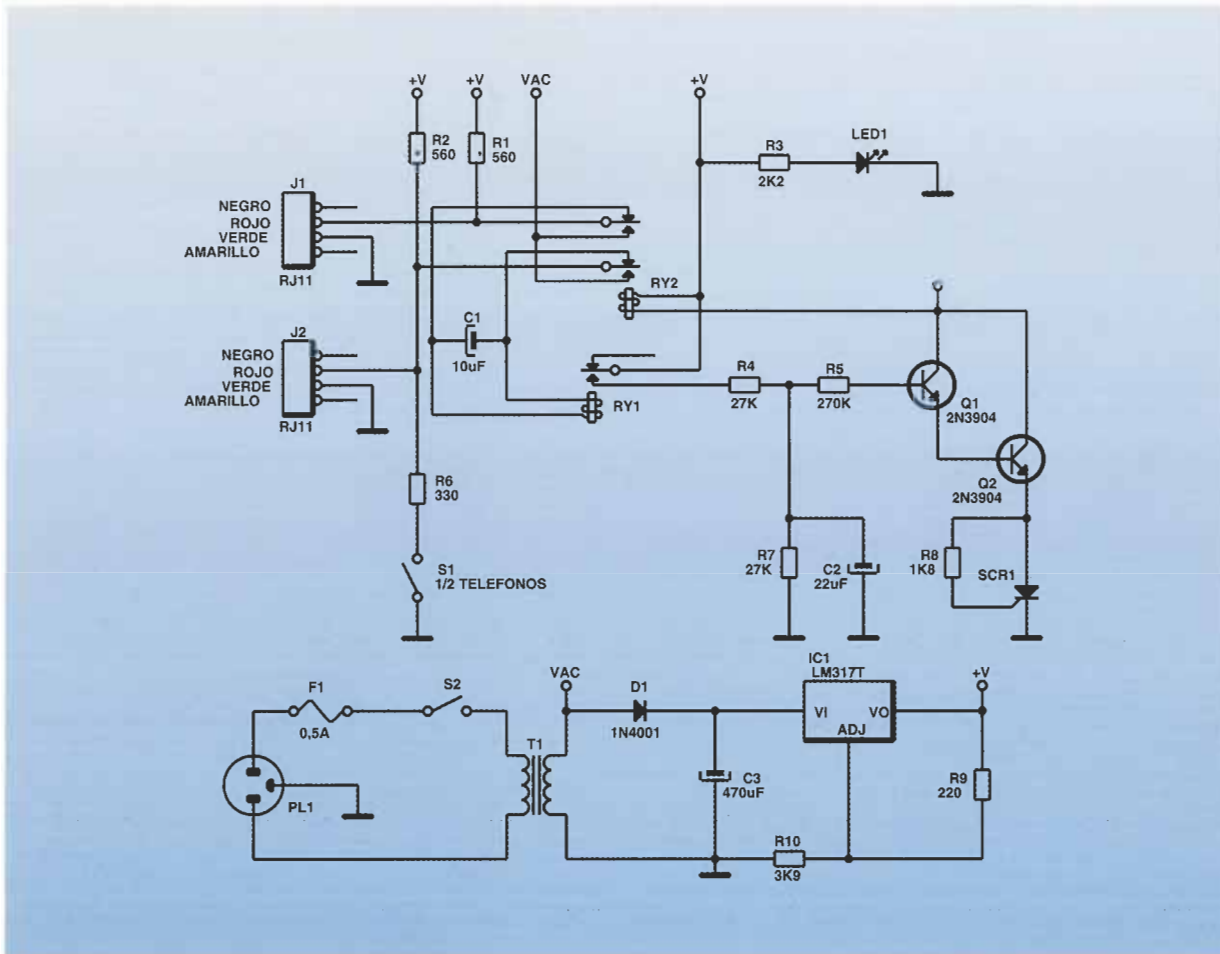 +V
+V
VAC
+V
R2
560
R1
560
R3
2K2
LED1
J1
NEGRO
ROJO
VERDE
AMARILLO
RJ11
RY2
C1
10uF
J2
NEGRO
ROJO
VERDE
AMARILLO
RJ11
RY1
R4
27K
R5
270K
Q1
2N3904
Q2
2N3904
R6
330
S1
1/2 TELEFONOS
R7
27K
C2
22uF
R8
1K8
SCR1
F1
0,5A
S2
VAC
D1
1N4001
IC1
LM317T
VI
VO
ADJ
+V
T1
PL1
C3
470uF
R9
220
R10
3K9